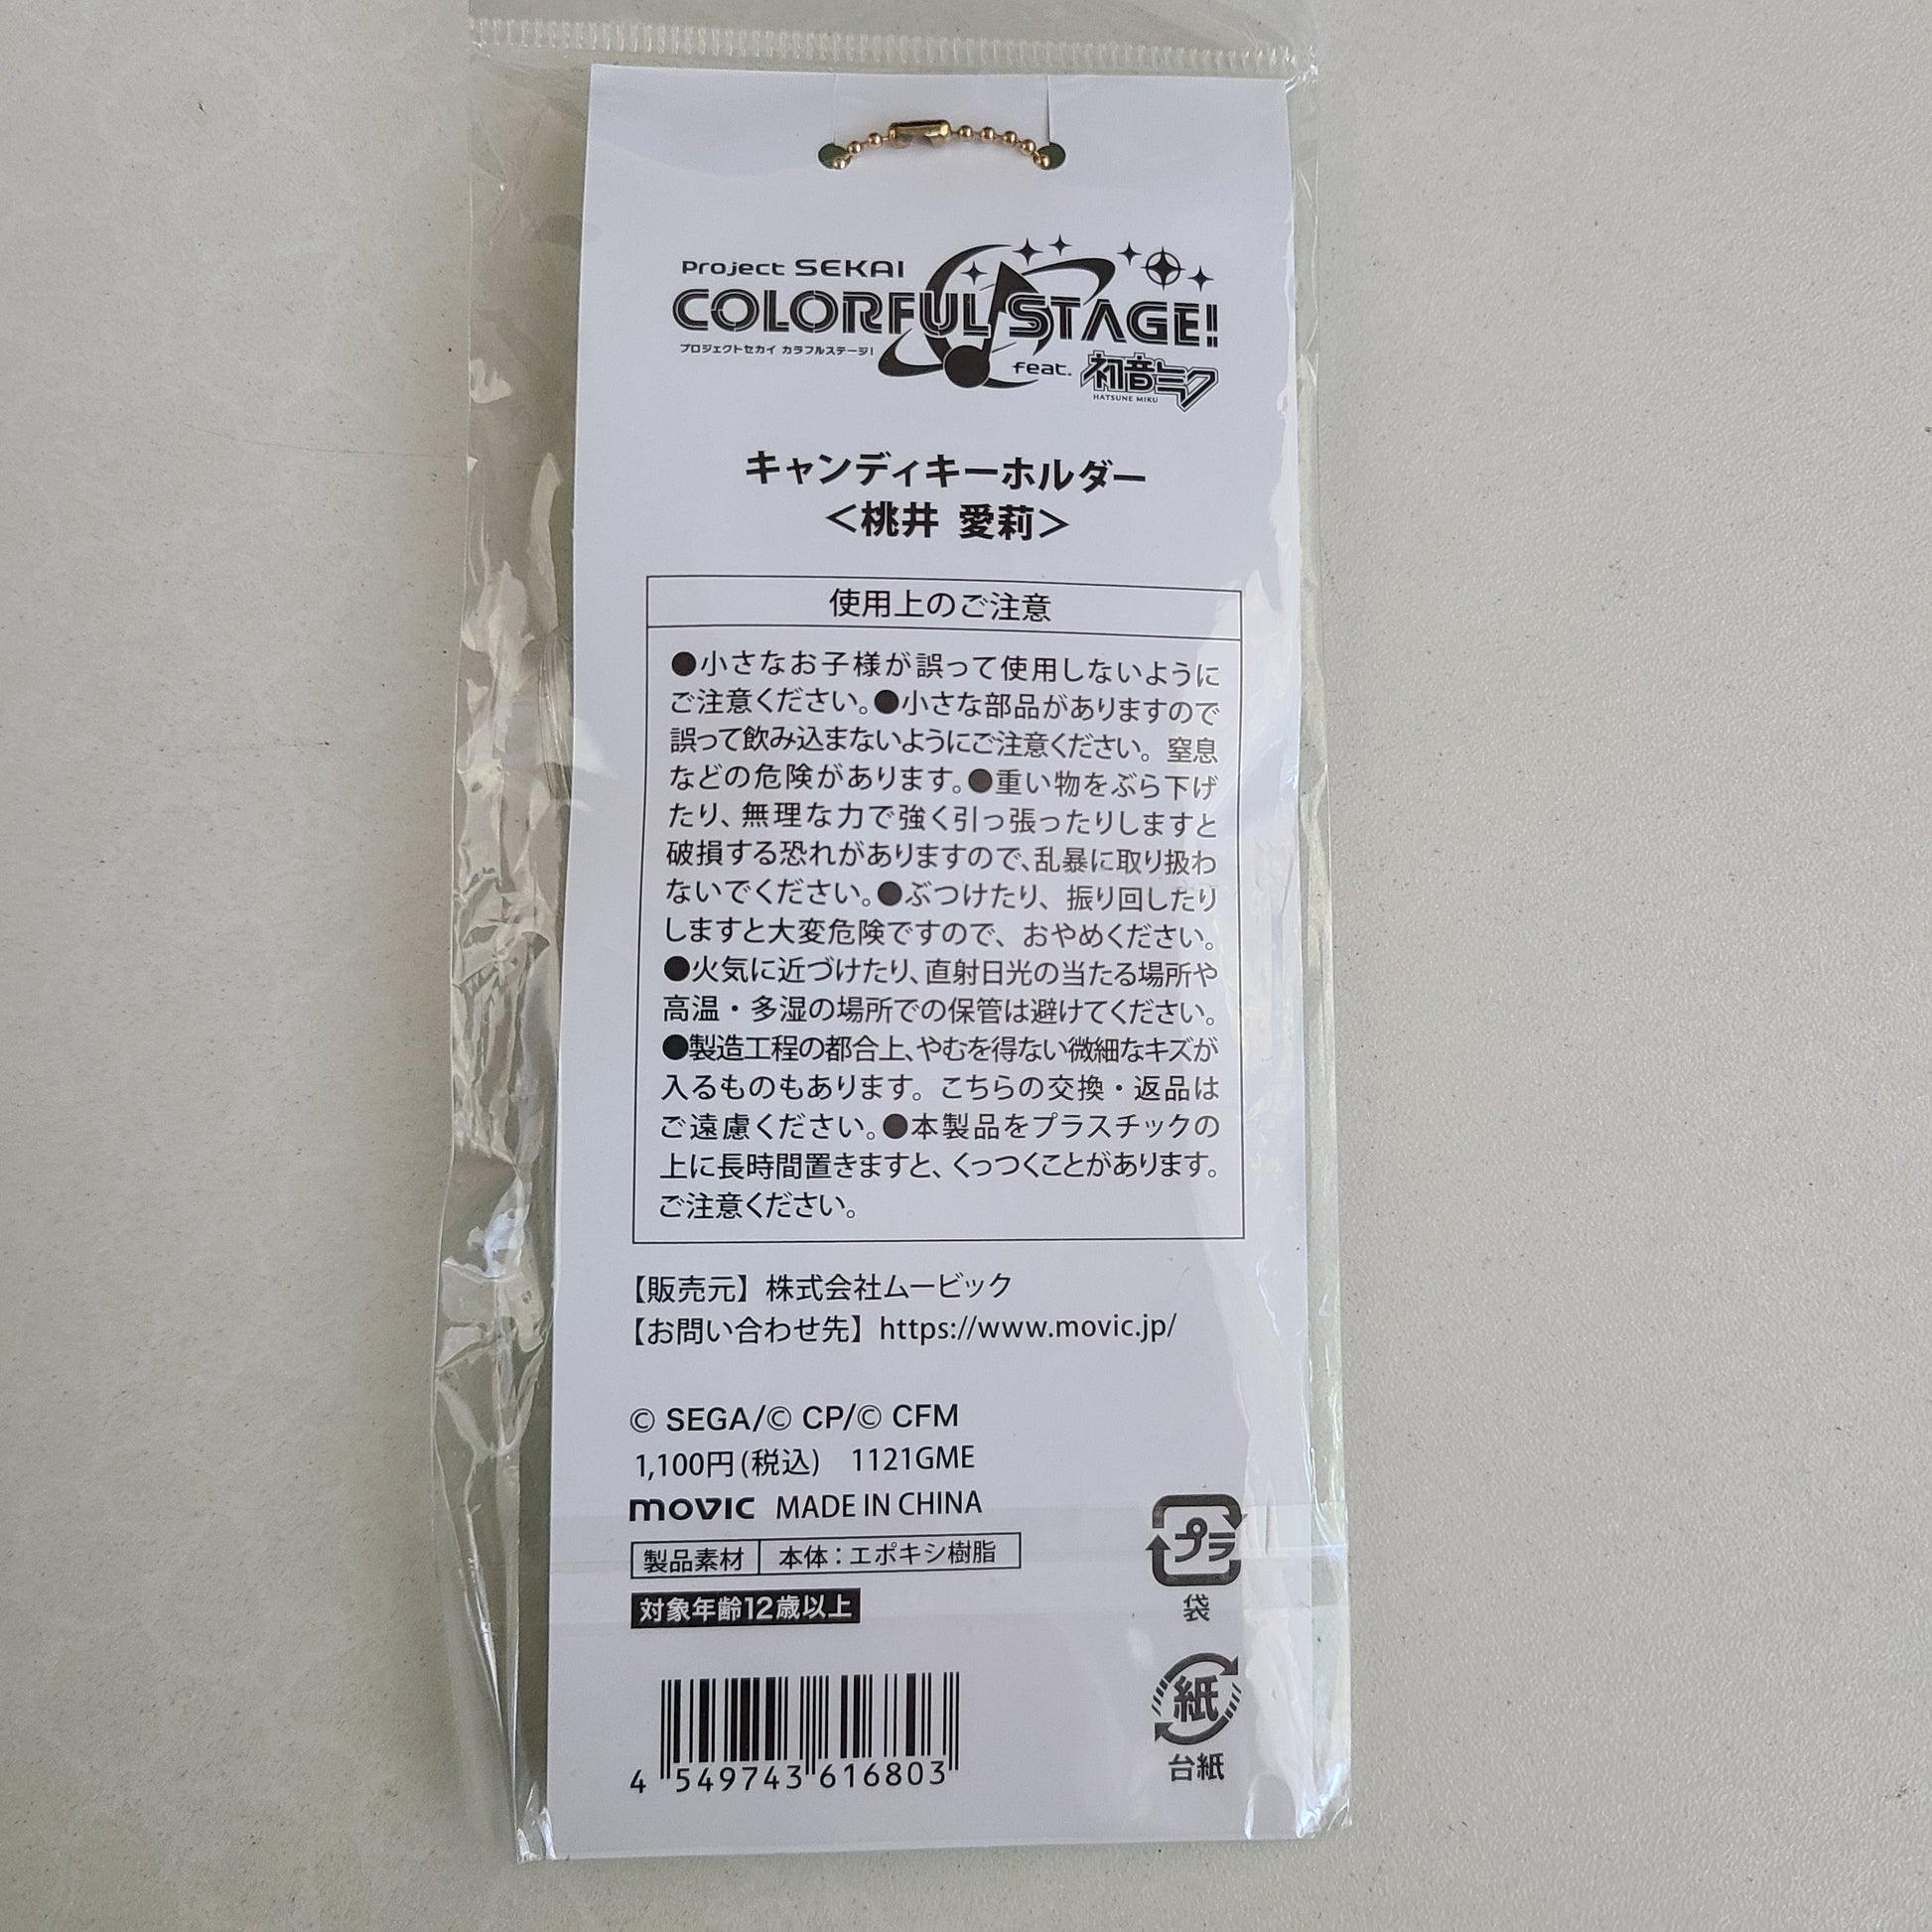 Project SEKAI
COLORFUL STAGE!
プロジェクトセカイ カラフルステージ!
feat. 初音ミク
HATSUNE MIKU
キャンディキーホルダー
＜桃井 愛莉＞
使用上のご注意
●小さなお子様が誤って使用しないように
ご注意ください。●小さな部品がありますので
誤って飲み込まないようにご注意ください。窒息
などの危険があります。●重い物をぶら下げ
たり、無理な力で強く引っ張ったりしますと
破損する恐れがありますので、乱暴に取り扱わ
ないでください。●ぶつけたり、振り回したり
しますと大変危険ですので、おやめください。
●火気に近づけたり、直射日光の当たる場所や
高温・多湿の場所での保管は避けてください。
●製造工程の都合上、やむを得ない微細なキズが
入るものもあります。こちらの交換・返品は
ご遠慮ください。●本製品をプラスチックの
上に長時間置きますと、くっつくことがあります。
ご注意ください。
【販売元】株式会社ムービック
【お問い合わせ先】https://www.movic.jp/
© SEGA/© CP/© CFM
1,100円(税込) 1121GME
movic MADE IN CHINA
製品素材 本体：エポキシ樹脂
対象年齢12歳以上
プラ
袋
紙
台紙
4 549743 616803